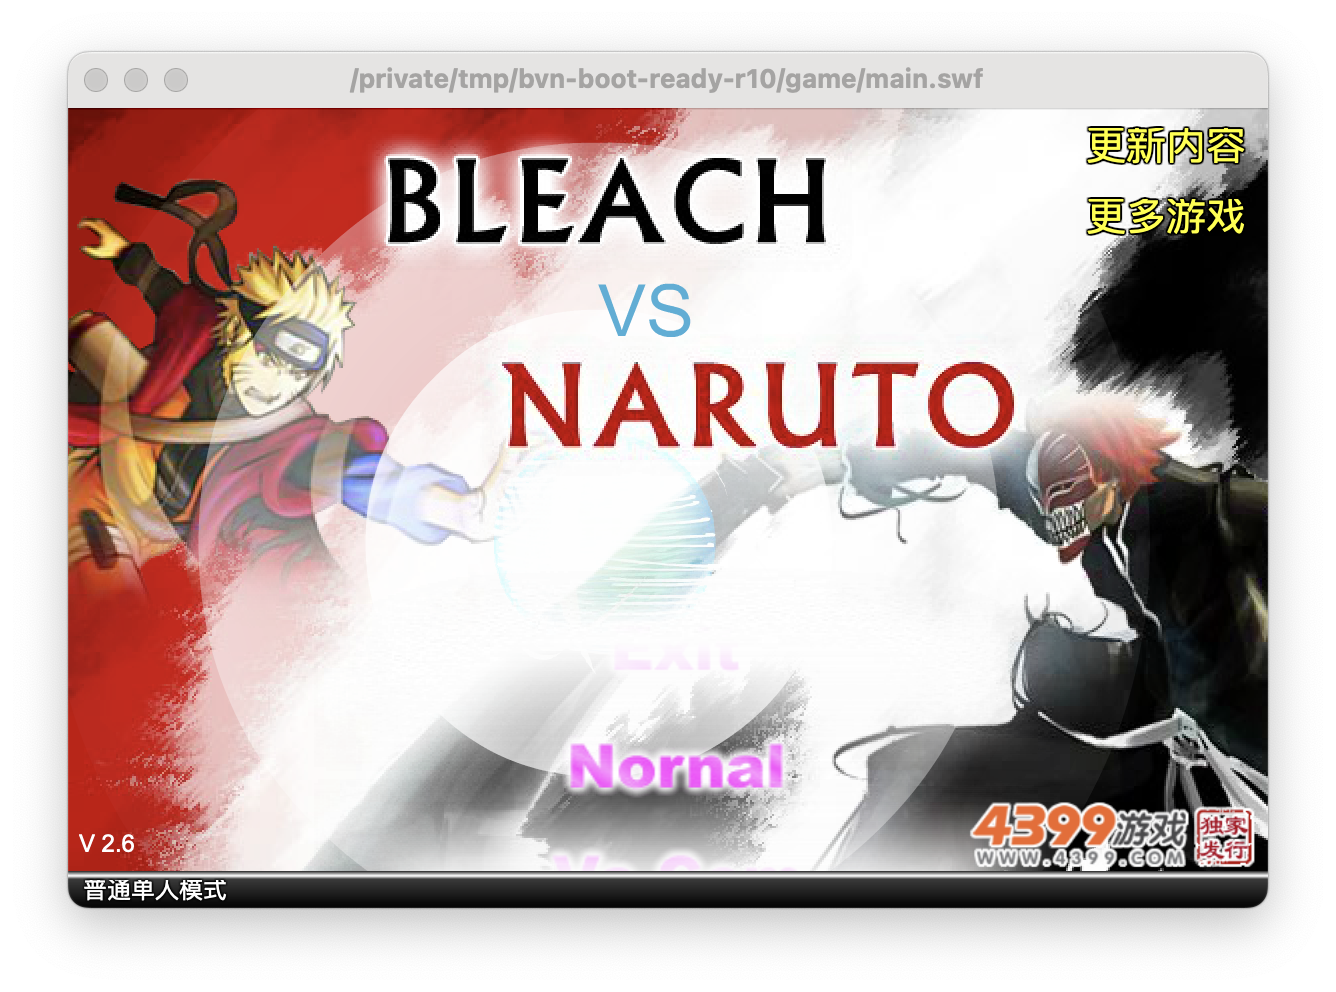 /private/tmp/bvn-boot-ready-r10/game/main.swf
更新内容
更多游戏
BLEACH
VS
NARUTO
Exit
Nornal
V 2.6
4399游戏
独家
发行
www.4399.com
普通单人模式